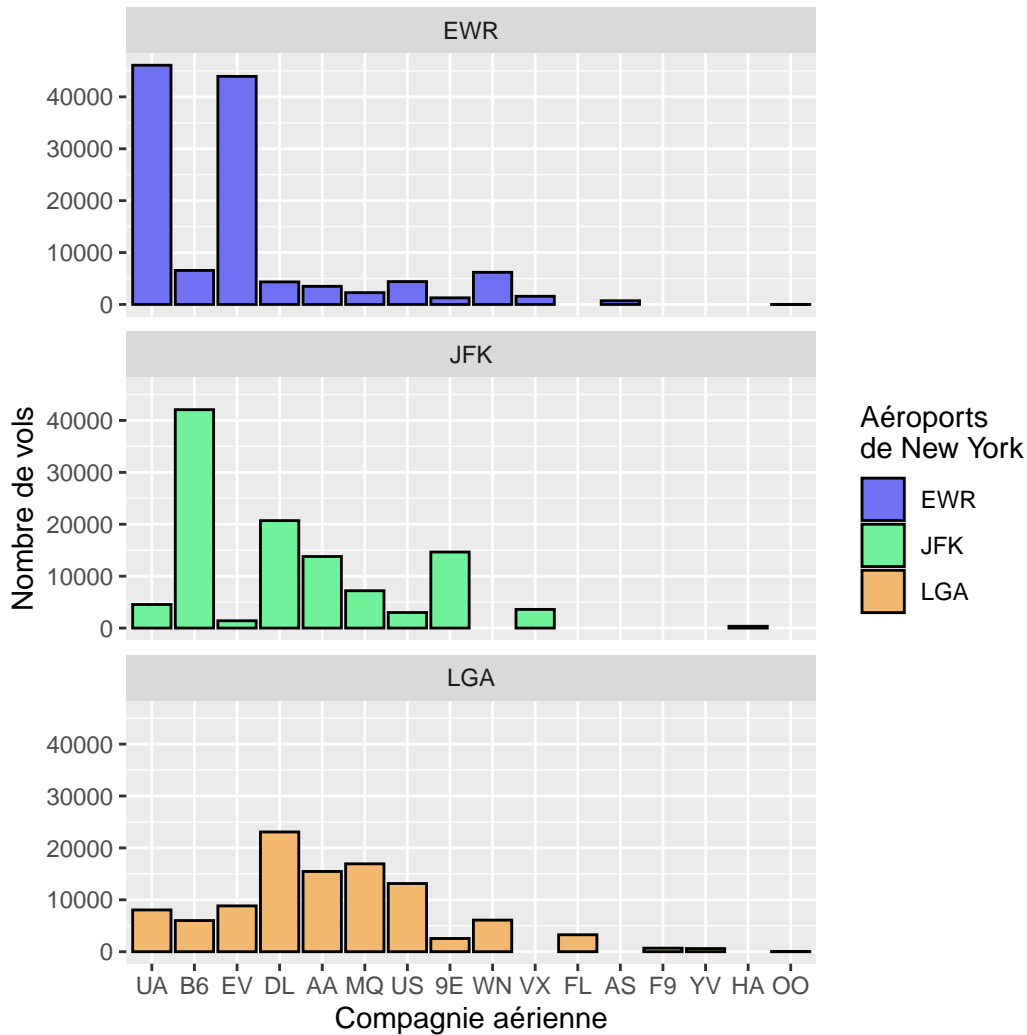 EWR
40000
30000
20000
10000
0
JFK
40000
30000
20000
10000
0
LGA
40000
30000
20000
10000
0
UA B6 EV DL AA MQ US 9E WN VX FL AS F9 YV HA OO
Compagnie aérienne
Nombre de vols
Aéroports
de New York
EWR
JFK
LGA